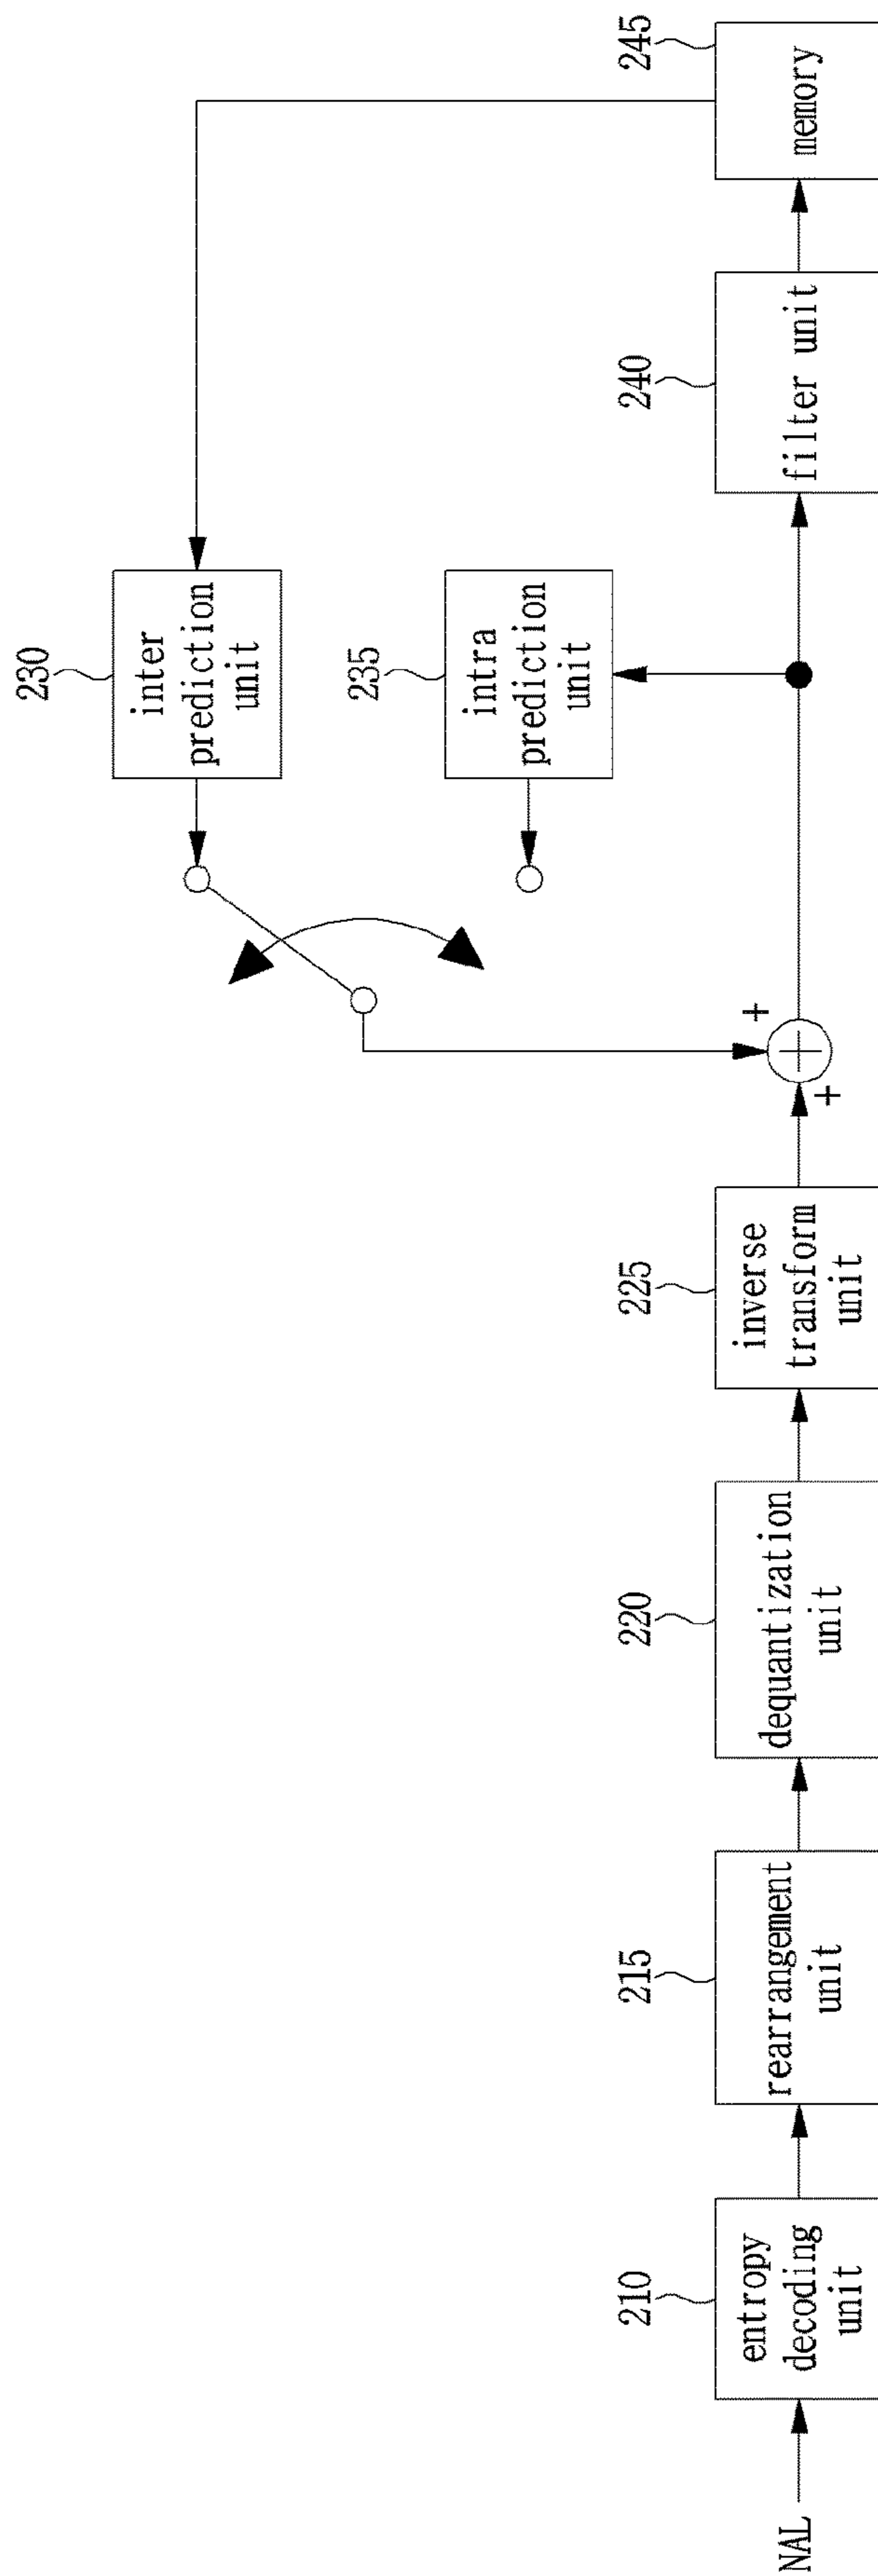 230
inter
prediction
unit
235
intra
prediction
unit
+
+
NAL
210
entropy
decoding
unit
215
rearrangement
unit
220
dequantization
unit
225
inverse
transform
unit
240
filter unit
245
memory